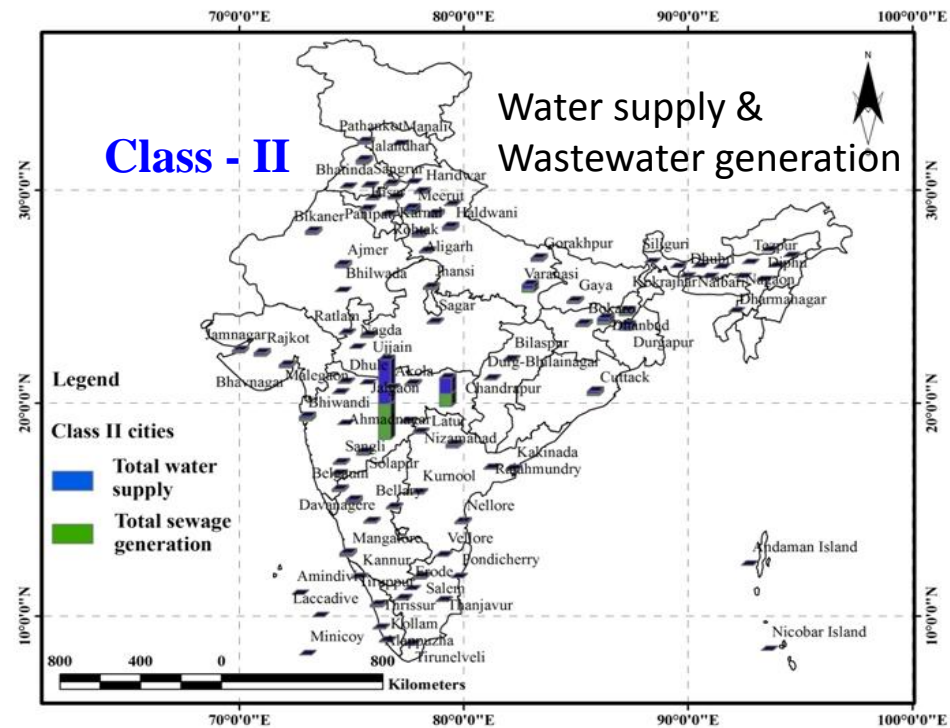 70°0'0"E 80°0'0"E 90°0'0"E 100°0'0"E
N
Water supply &
Wastewater generation
Class - II
30°0'0"N
20°0'0"N
10°0'0"N
30°0'0"N
20°0'0"N
10°0'0"N
Pathankot Manali
Jalandhar
Bhatinda Sangrur Haridwar
Meerut
Bikaner Panipat Karnal Haldwani
Rohtak
Ajmer Aligarh Gorakhpur Siliguri Dhubri Tezpur
Diphu
Bhilwada Jhansi Varanasi Gaya Kokrajhar Nalbari Nagaon
Sagar Bokaro Dharmanagar
Ratlam Dhanbad
Jamnagar Rajkot Nagda Bilaspur Durgapur
Ujjain
Bhavnagar Malegaon Dhule Akola Durg-Bhilainagar
Jalgaon Chandrapur Cuttack
Bhiwandi
Ahmadnagar Latur
Nizamabad
Sangli Kakinada
Solapur Rajahmundry
Belgaum Kurnool
Bellary
Davanagere Nellore
Mangalore Vellore Andaman Island
Kannur Pondicherry
Amindivi Erode
Tiruppur Salem
Laccadive Thrissur Thanjavur
Kollam Nicobar Island
Minicoy Alappuzha
Tirunelveli
Legend
Class II cities
Total water
supply
Total sewage
generation
800 400 0 800
Kilometers
70°0'0"E 80°0'0"E 90°0'0"E 100°0'0"E